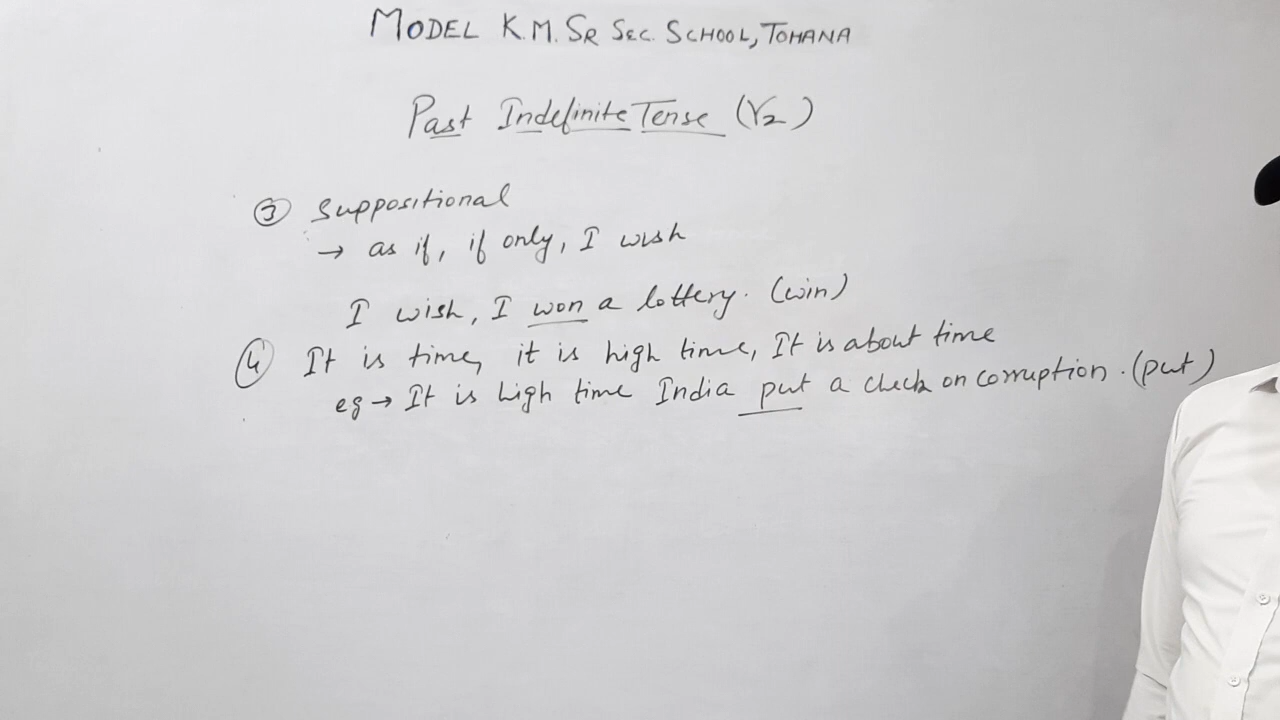 MODEL K.M. SR SEC. SCHOOL, TOHANA
Past Indefinite Tense (V2)
③ Suppositional
→ as if, if only, I wish
I wish, I won a lottery. (win)
④ It is time, it is high time, It is about time
eg → It is high time India put a check on corruption. (put)